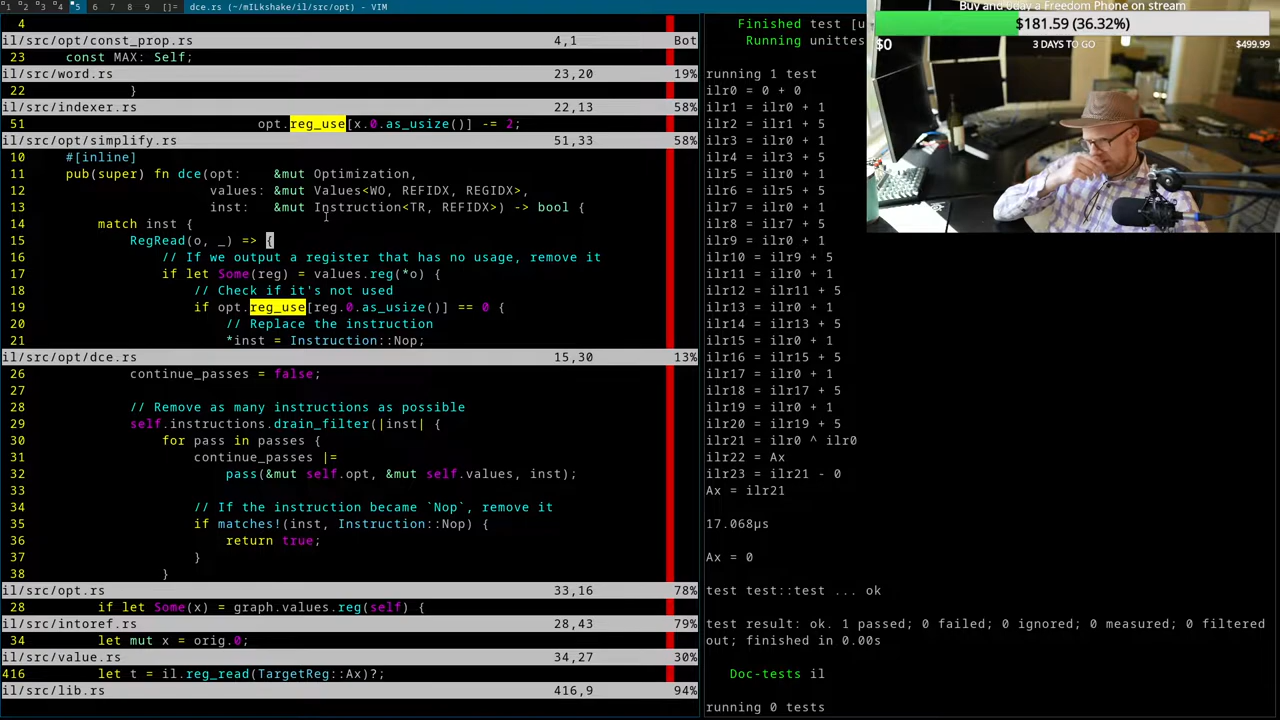 1 2 3 4 5 6 7 8 9 []= dce.rs (~/mILkshake/il/src/opt) - VIM
4
il/src/opt/const_prop.rs 4,1 Bot
23 const MAX: Self;
il/src/word.rs 23,20 19%
22 }
il/src/indexer.rs 22,13 58%
51 opt.reg_use[x.0.as_usize()] -= 2;
il/src/opt/simplify.rs 51,33 58%
10 #[inline]
11 pub(super) fn dce(opt: &mut Optimization,
12 values: &mut Values<WO, REFIDX, REGIDX>,
13 inst: &mut Instruction<TR, REFIDX>) -> bool {
14 match inst {
15 RegRead(o, _) => {
16 // If we output a register that has no usage, remove it
17 if let Some(reg) = values.reg(*o) {
18 // Check if it's not used
19 if opt.reg_use[reg.0.as_usize()] == 0 {
20 // Replace the instruction
21 *inst = Instruction::Nop;
il/src/opt/dce.rs 15,30 13%
26 continue_passes = false;
27
28 // Remove as many instructions as possible
29 self.instructions.drain_filter(|inst| {
30 for pass in passes {
31 continue_passes |=
32 pass(&mut self.opt, &mut self.values, inst);
33
34 // If the instruction became `Nop`, remove it
35 if matches!(inst, Instruction::Nop) {
36 return true;
37 }
38 }
il/src/opt.rs 33,16 78%
28 if let Some(x) = graph.values.reg(self) {
il/src/intoref.rs 28,43 79%
34 let mut x = orig.0;
il/src/value.rs 34,27 30%
416 let t = il.reg_read(TargetReg::Ax)?;
il/src/lib.rs 416,9 94%
Finished test [u
Running unittes
running 1 test
ilr0 = 0 + 0
ilr1 = ilr0 + 1
ilr2 = ilr1 + 5
ilr3 = ilr0 + 1
ilr4 = ilr3 + 5
ilr5 = ilr0 + 1
ilr6 = ilr5 + 5
ilr7 = ilr0 + 1
ilr8 = ilr7 + 5
ilr9 = ilr0 + 1
ilr10 = ilr9 + 5
ilr11 = ilr0 + 1
ilr12 = ilr11 + 5
ilr13 = ilr0 + 1
ilr14 = ilr13 + 5
ilr15 = ilr0 + 1
ilr16 = ilr15 + 5
ilr17 = ilr0 + 1
ilr18 = ilr17 + 5
ilr19 = ilr0 + 1
ilr20 = ilr19 + 5
ilr21 = ilr0 ^ ilr0
ilr22 = Ax
ilr23 = ilr21 - 0
Ax = ilr21
17.068µs
Ax = 0
test test::test ... ok
test result: ok. 1 passed; 0 failed; 0 ignored; 0 measured; 0 filtered
out; finished in 0.00s
Doc-tests il
running 0 tests
Buy and 0day a Freedom Phone on stream
$181.59 (36.32%)
$0 3 DAYS TO GO $499.99